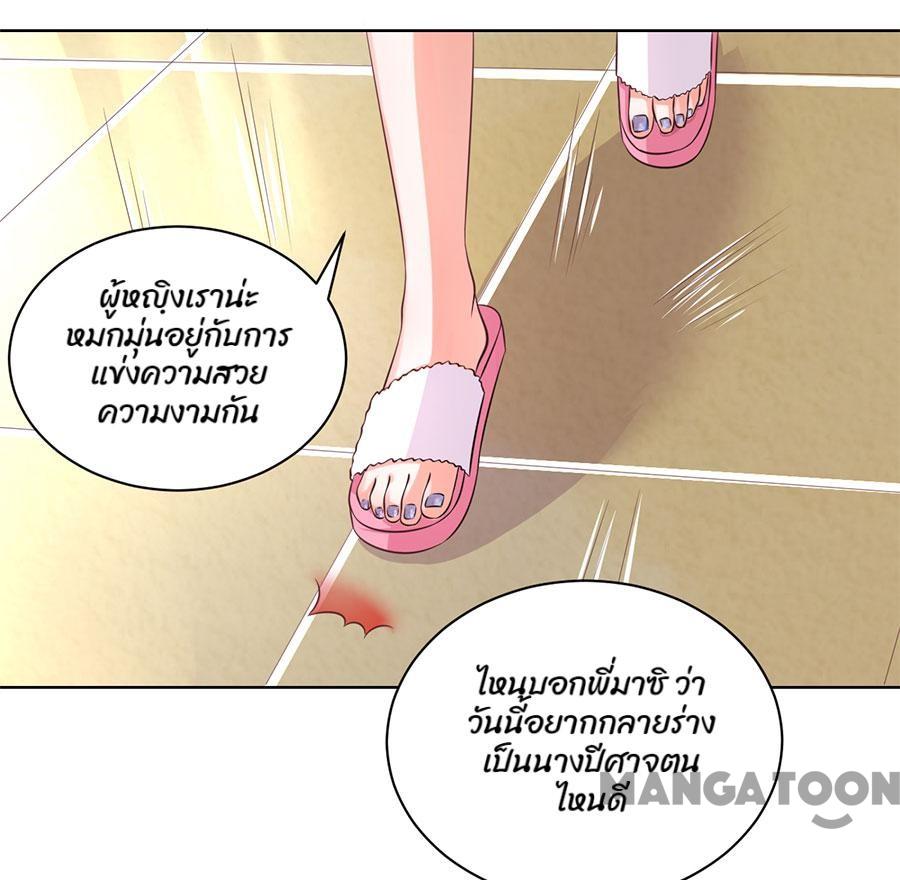 ผู้หญิงเราน่ะ
หมกมุ่นอยู่กับการ
แข่งความสวย
ความงามกัน
ไหนบอกพี่มาซิ ว่า
วันนี้อยากกลายร่าง
เป็นนางปีศาจตน
ไหนดี
MANGATOON